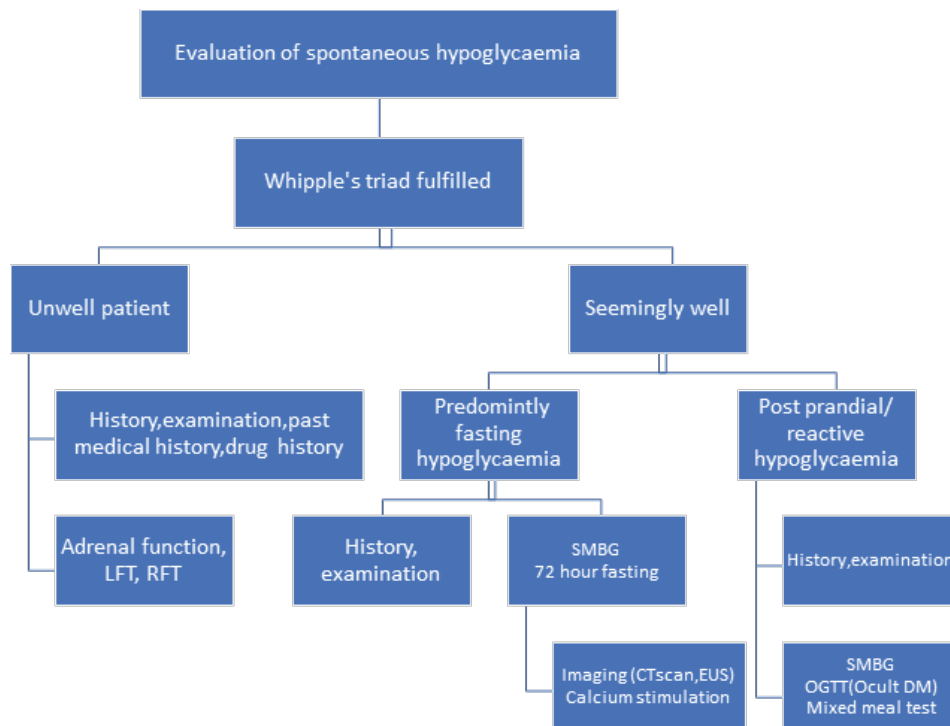 Evaluation of spontaneous hypoglycaemia
Whipple's triad fulfilled
Unwell patient
Seemingly well
History,examination,past
medical history,drug history
Predomintly
fasting
hypoglycaemia
Post prandial/
reactive
hypoglycaemia
Adrenal function,
LFT, RFT
History,
examination
SMBG
72 hour fasting
History,examination
Imaging (CTscan,EUS)
Calcium stimulation
SMBG
OGTT(Ocult DM)
Mixed meal test